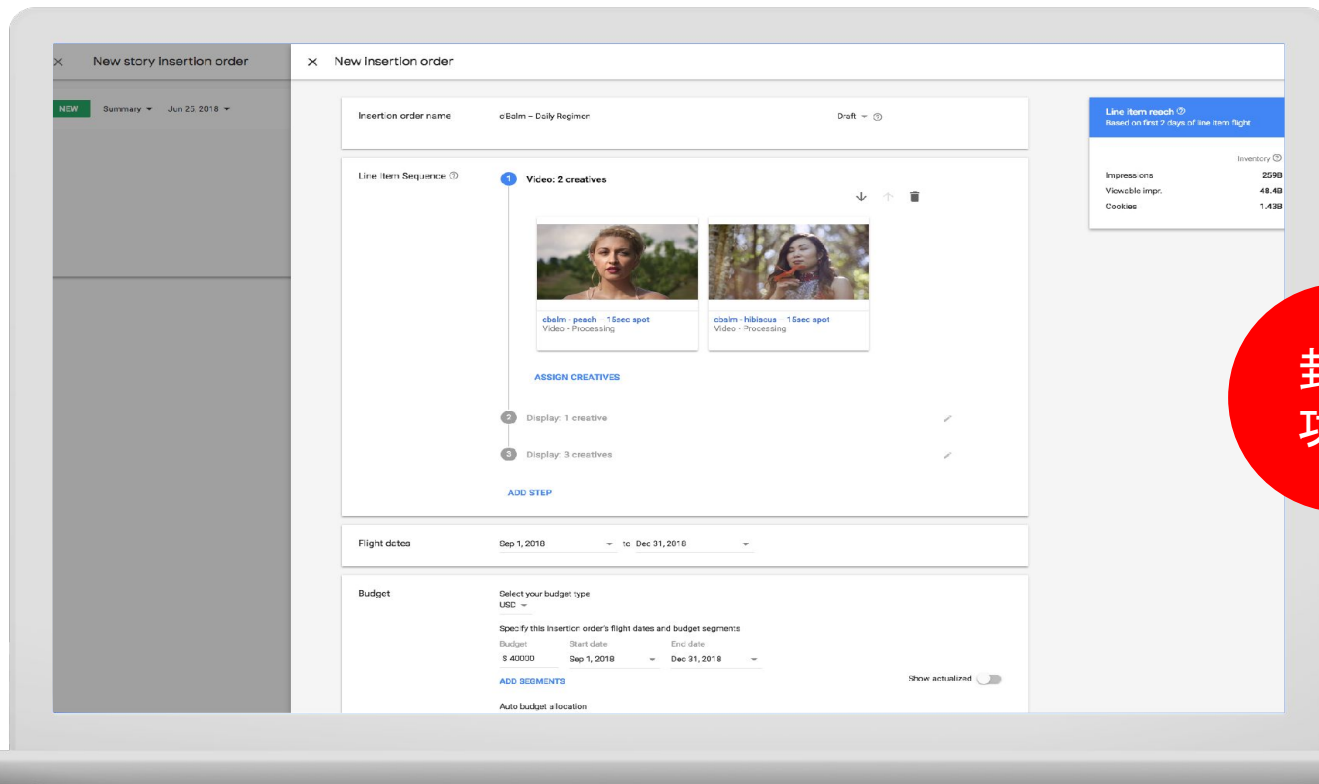 New story insertion order
NEW Summary Jun 25, 2018
New insertion order
Insertion order name
c'Balm – Daily Regimen
Draft
Line item reach
Based on first 2 days of line item flight
Inventory
Impressions 259B
Viewable impr. 48.4B
Cookies 1.43B
Line Item Sequence
1 Video: 2 creatives
cbalm - peach - 15sec spot
Video - Processing
cbalm - hibiscus - 15sec spot
Video - Processing
ASSIGN CREATIVES
2 Display: 1 creative
3 Display: 3 creatives
ADD STEP
Flight dates
Sep 1, 2018 to Dec 31, 2018
Budget
Select your budget type
USD
Specify this insertion order's flight dates and budget segments
Budget Start date End date
$ 40000 Sep 1, 2018 Dec 31, 2018
ADD SEGMENTS
Show actualized
Auto budget allocation